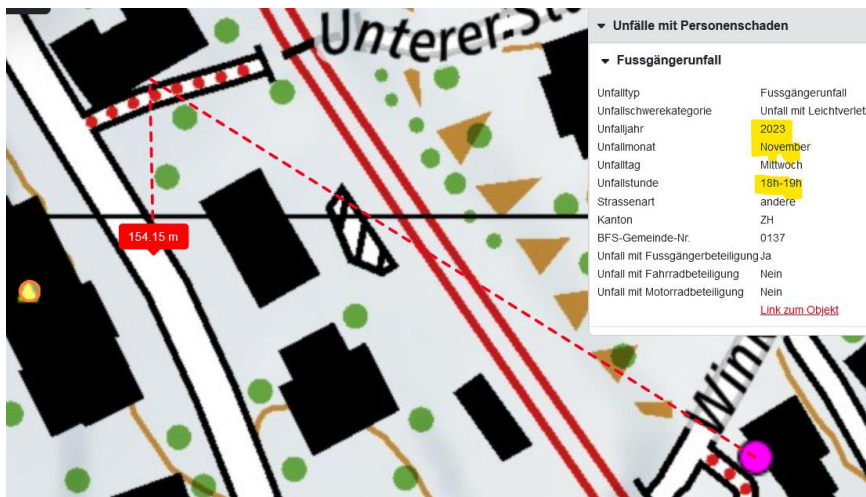 Unterer.St
Wink
154.15 m
Unfälle mit Personenschaden
Fussgängerunfall
Unfalltyp Fussgängerunfall
Unfallschwerekategorie Unfall mit Leichtverlet
Unfalljahr 2023
Unfallmonat November
Unfalltag Mittwoch
Unfallstunde 18h-19h
Strassenart andere
Kanton ZH
BFS-Gemeinde-Nr. 0137
Unfall mit Fussgängerbeteiligung Ja
Unfall mit Fahrradbeteiligung Nein
Unfall mit Motorradbeteiligung Nein
Link zum Objekt